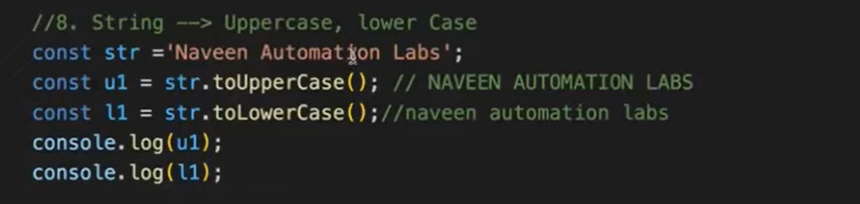 //8. String --> Uppercase, lower Case
const str ='Naveen Automation Labs';
const u1 = str.toUpperCase(); // NAVEEN AUTOMATION LABS
const l1 = str.toLowerCase();//naveen automation labs
console.log(u1);
console.log(l1);